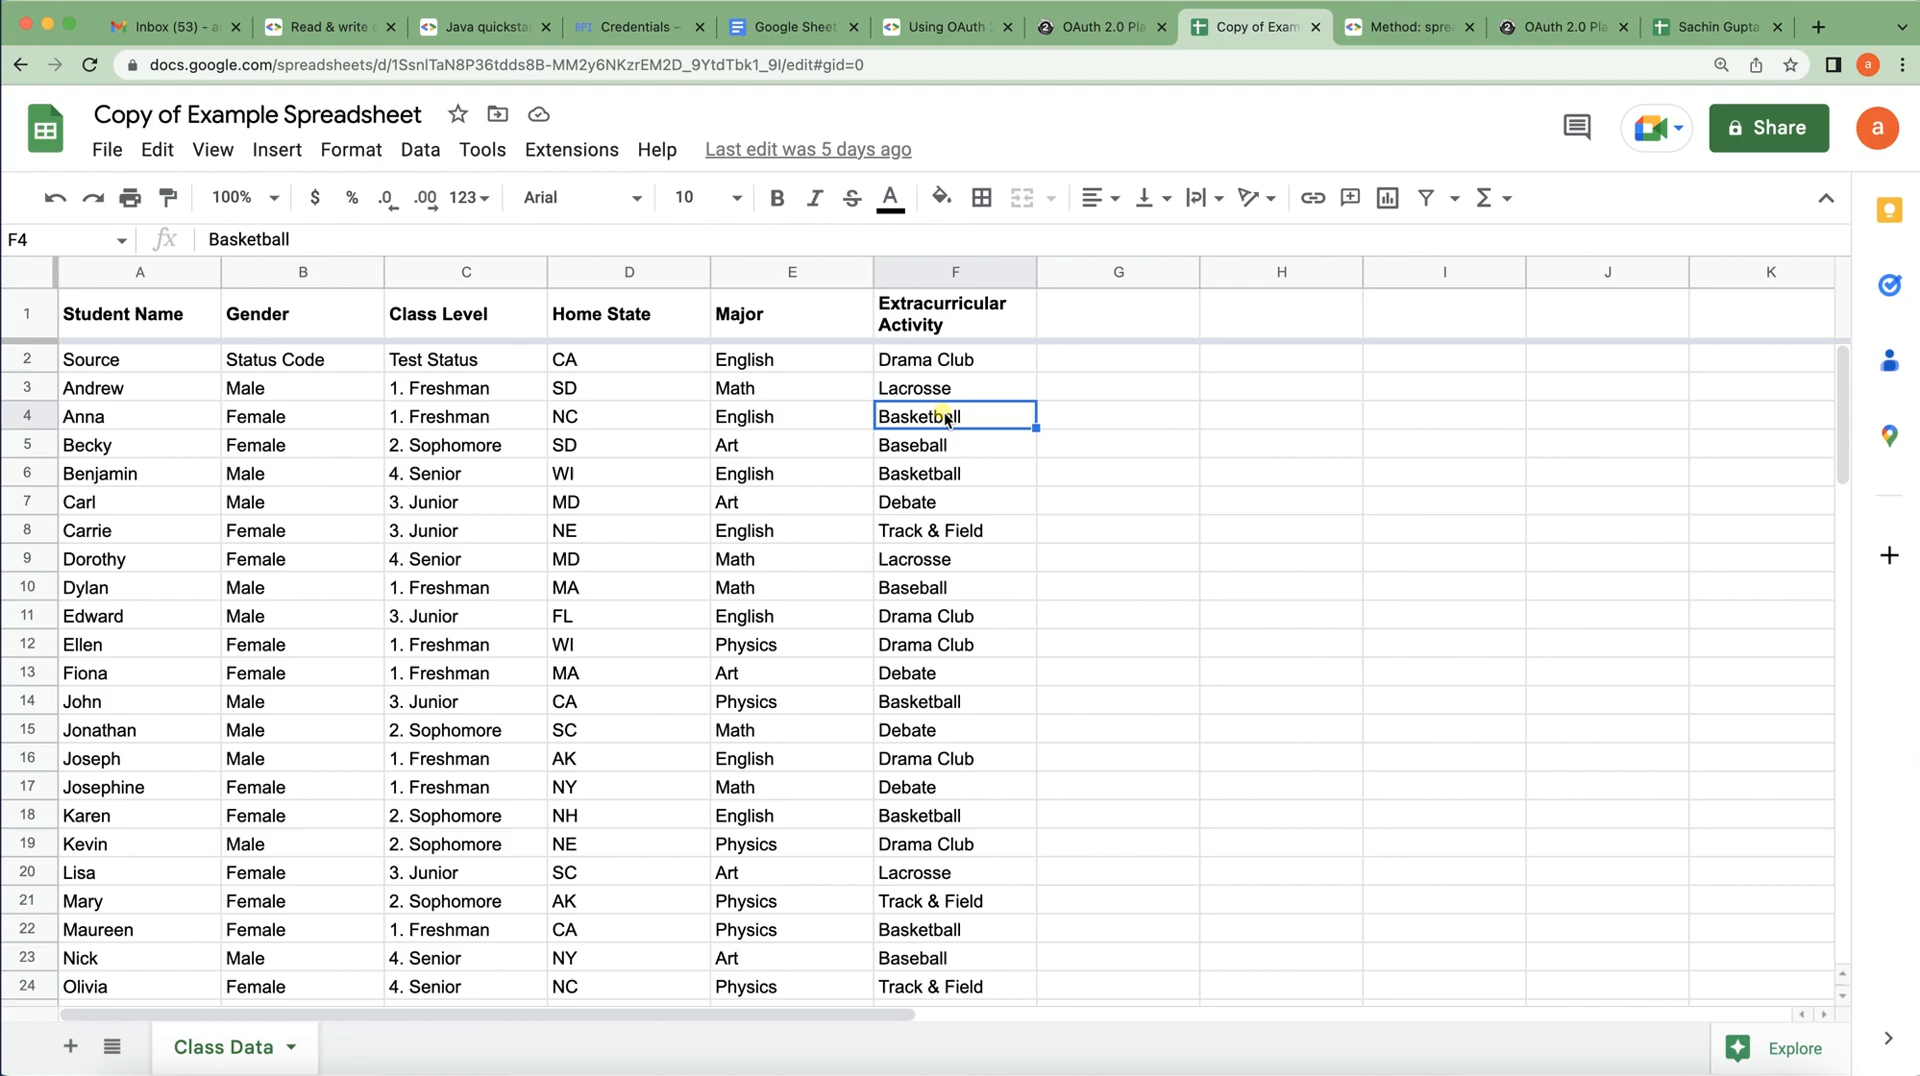 Inbox (53) - a
Read & write c
Java quickstar
API Credentials –
Google Sheet
Using OAuth 2
OAuth 2.0 Pla
Copy of Exam
Method: spre
OAuth 2.0 Pla
Sachin Gupta
docs.google.com/spreadsheets/d/1SsnlTaN8P36tdds8B-MM2y6NKzrEM2D_9YtdTbk1_9I/edit#gid=0
a
Copy of Example Spreadsheet
Share
a
File Edit View Insert Format Data Tools Extensions Help Last edit was 5 days ago
100% $ % .0 .00 123 Arial 10 B I S A
F4 fx Basketball
A B C D E F G H I J K
1 Student Name Gender Class Level Home State Major Extracurricular Activity
2 Source Status Code Test Status CA English Drama Club
3 Andrew Male 1. Freshman SD Math Lacrosse
4 Anna Female 1. Freshman NC English Basketball
5 Becky Female 2. Sophomore SD Art Baseball
6 Benjamin Male 4. Senior WI English Basketball
7 Carl Male 3. Junior MD Art Debate
8 Carrie Female 3. Junior NE English Track & Field
9 Dorothy Female 4. Senior MD Math Lacrosse
10 Dylan Male 1. Freshman MA Math Baseball
11 Edward Male 3. Junior FL English Drama Club
12 Ellen Female 1. Freshman WI Physics Drama Club
13 Fiona Female 1. Freshman MA Art Debate
14 John Male 3. Junior CA Physics Basketball
15 Jonathan Male 2. Sophomore SC Math Debate
16 Joseph Male 1. Freshman AK English Drama Club
17 Josephine Female 1. Freshman NY Math Debate
18 Karen Female 2. Sophomore NH English Basketball
19 Kevin Male 2. Sophomore NE Physics Drama Club
20 Lisa Female 3. Junior SC Art Lacrosse
21 Mary Female 2. Sophomore AK Physics Track & Field
22 Maureen Female 1. Freshman CA Physics Basketball
23 Nick Male 4. Senior NY Art Baseball
24 Olivia Female 4. Senior NC Physics Track & Field
Class Data
Explore